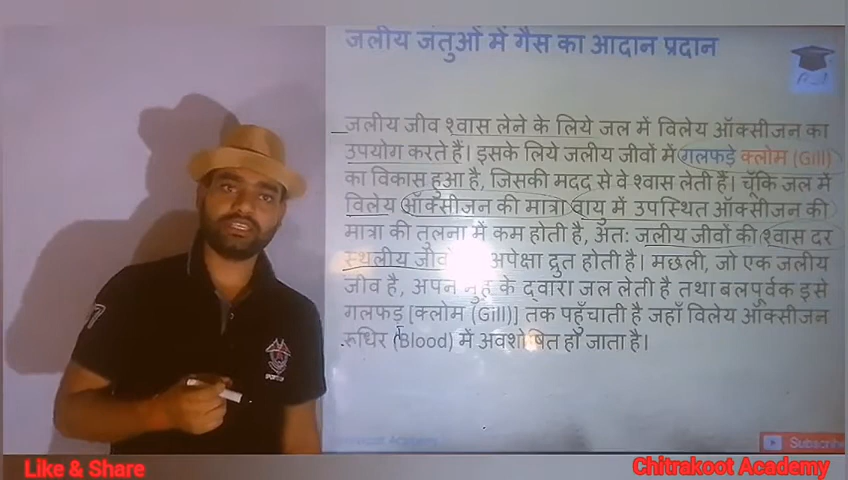 जलीय जंतुओं में गैस का आदान प्रदान
जलीय जीव श्वास लेने के लिये जल में विलेय ऑक्सीजन का
उपयोग करते हैं। इसके लिये जलीय जीवों में गलफड़े क्लोम (Gill)
का विकास हुआ है, जिसकी मदद से वे श्वास लेती हैं। चूँकि जल में
विलेय ऑक्सीजन की मात्रा वायु में उपस्थित ऑक्सीजन की
मात्रा की तुलना में कम होती है, अतः जलीय जीवों की श्वास दर
स्थलीय जीवों अपेक्षा द्रुत होती है। मछली, जो एक जलीय
जीव है, अपने मुँह के द्वारा जल लेती है तथा बलपूर्वक इसे
गलफड़ [क्लोम (Gill)] तक पहुँचाती है जहाँ विलेय ऑक्सीजन
रुधिर (Blood) में अवशोषित हो जाता है।
Subscribe
Like & Share
Chitrakoot Academy